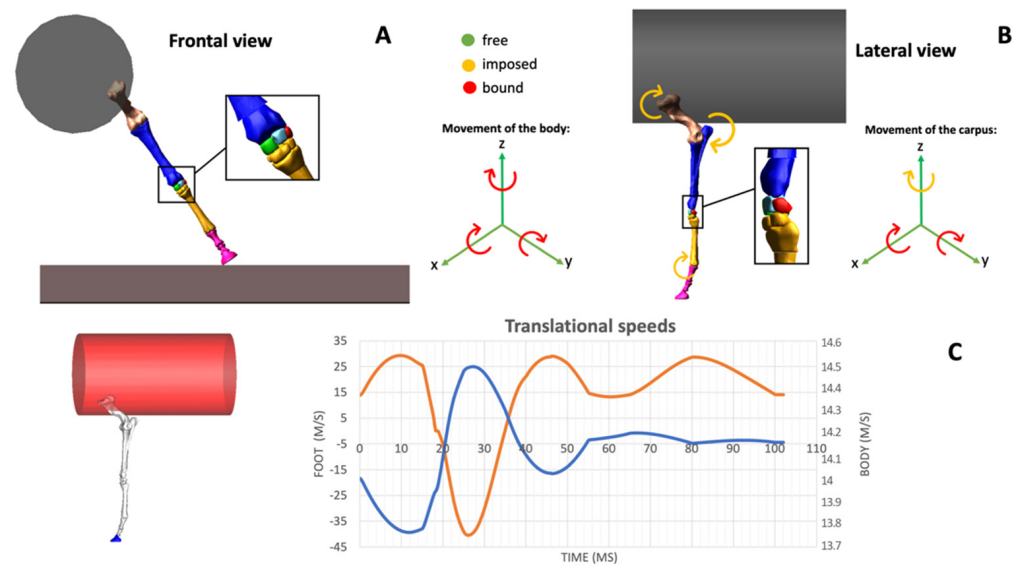 Frontal view
A
free
imposed
bound
Movement of the body:
z
x
y
Lateral view
B
Movement of the carpus:
z
x
y
Translational speeds
C
35
25
15
5
-5
-15
-25
-35
-45
FOOT (M/S)
0 10 20 30 40 50 60 70 80 90 100 110
TIME (MS)
14.6
14.5
14.4
14.3
14.2
14.1
14
13.9
13.8
13.7
BODY (M/S)